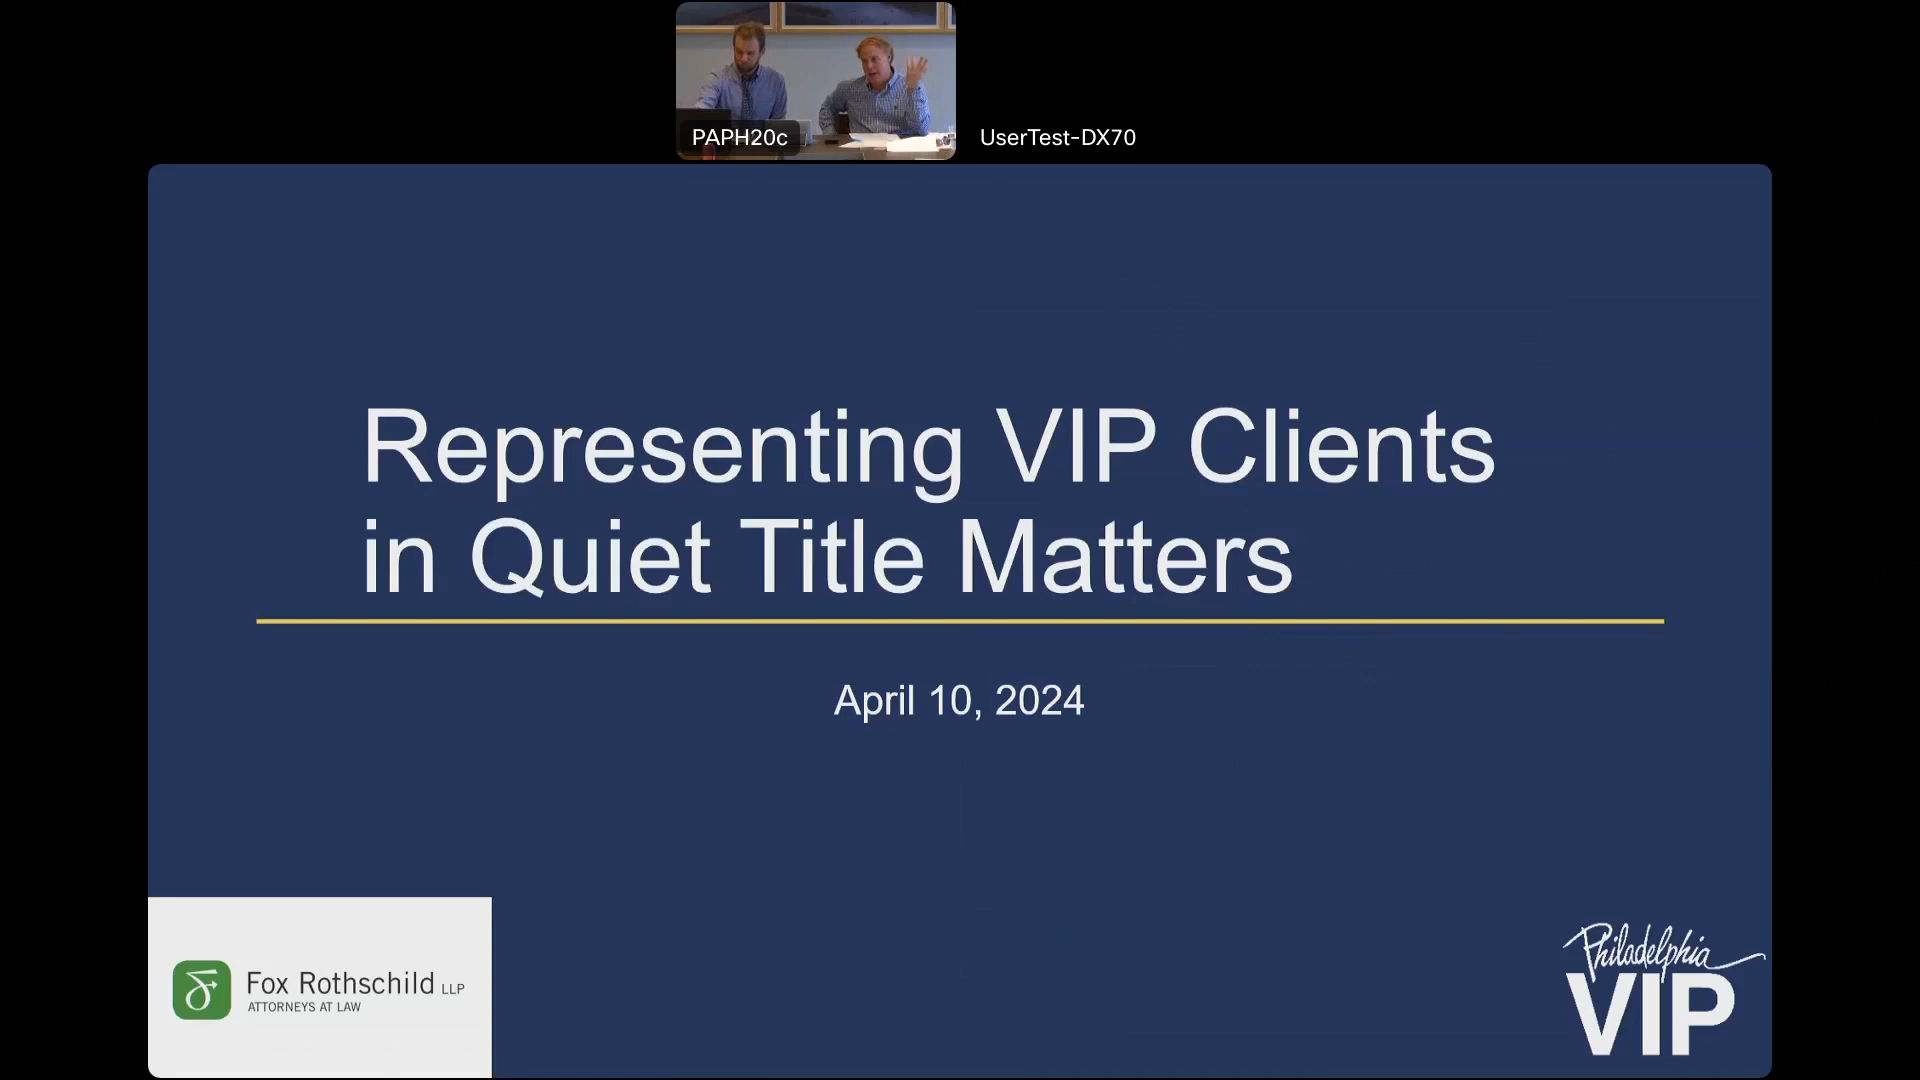 PAPH20c
UserTest-DX70
Representing VIP Clients
in Quiet Title Matters
April 10, 2024
Fox Rothschild LLP
ATTORNEYS AT LAW
Philadelphia
VIP